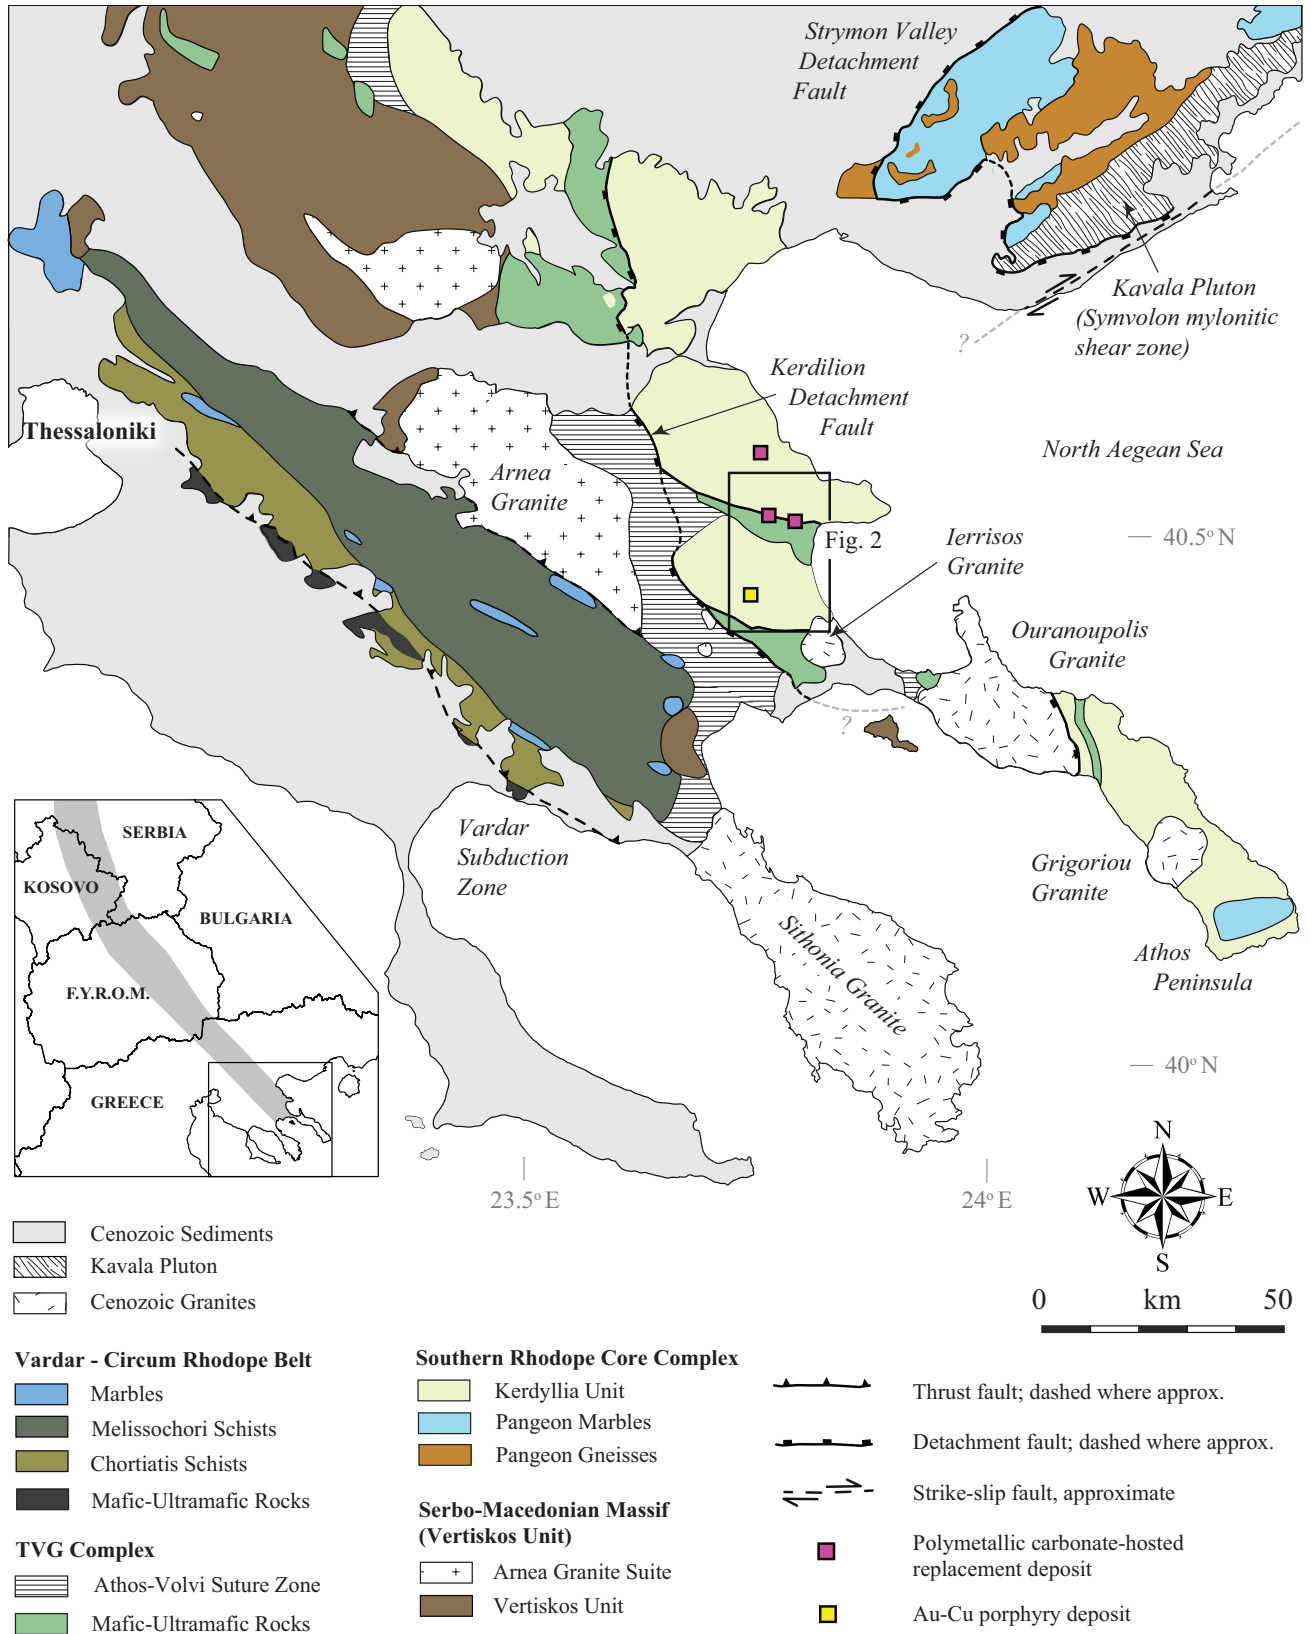 Strymon Valley
Detachment
Fault
Kavala Pluton
(Symvolon mylonitic
shear zone)
?
Kerdilion
Detachment
Fault
Thessaloniki
North Aegean Sea
Arnea
Granite
40.5° N
Fig. 2
Ierrisos
Granite
Ouranoupolis
Granite
?
Vardar
Subduction
Zone
Grigoriou
Granite
Sithonia Granite
Athos
Peninsula
SERBIA
KOSOVO
BULGARIA
F.Y.R.O.M.
GREECE
40° N
23.5° E
24° E
N
W
E
S
0 km 50
Cenozoic Sediments
Kavala Pluton
Cenozoic Granites
Vardar - Circum Rhodope Belt
Marbles
Melissochori Schists
Chortiatis Schists
Mafic-Ultramafic Rocks
TVG Complex
Athos-Volvi Suture Zone
Mafic-Ultramafic Rocks
Southern Rhodope Core Complex
Kerdyllia Unit
Pangeon Marbles
Pangeon Gneisses
Serbo-Macedonian Massif
(Vertiskos Unit)
Arnea Granite Suite
Vertiskos Unit
Thrust fault; dashed where approx.
Detachment fault; dashed where approx.
Strike-slip fault, approximate
Polymetallic carbonate-hosted
replacement deposit
Au-Cu porphyry deposit